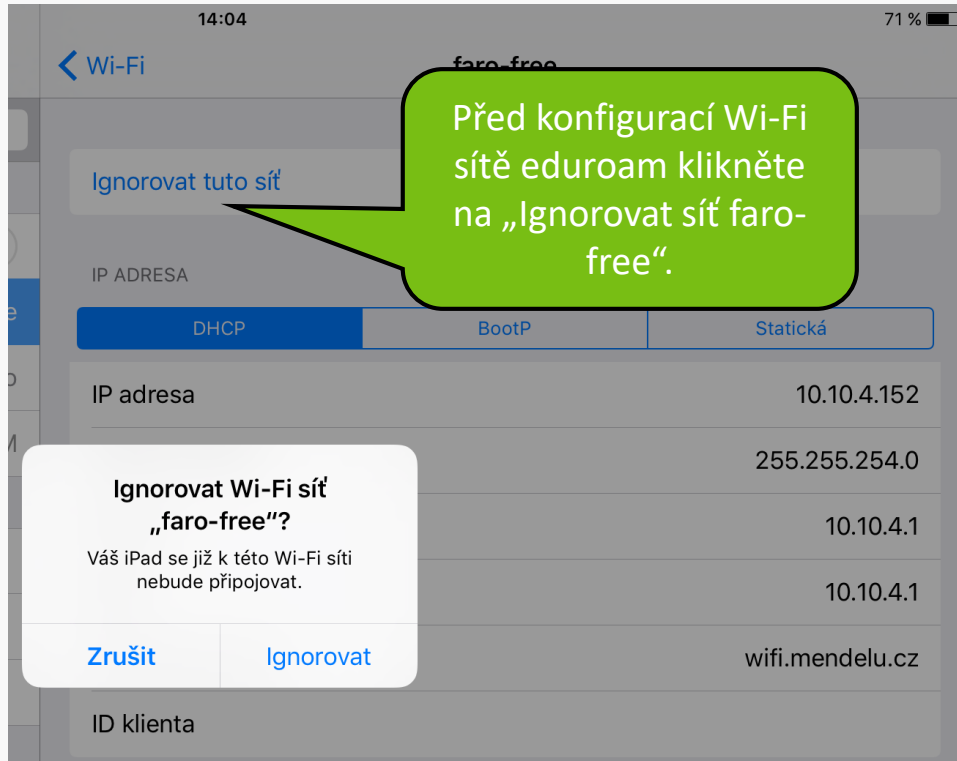 14:04
71 %
Wi-Fi
faro-free
Před konfigurací Wi-Fi
sítě eduroam klikněte
na „Ignorovat síť faro-
free“.
Ignorovat tuto síť
IP ADRESA
DHCP
BootP
Statická
IP adresa
10.10.4.152
255.255.254.0
10.10.4.1
10.10.4.1
wifi.mendelu.cz
ID klienta
Ignorovat Wi-Fi síť
„faro-free“?
Váš iPad se již k této Wi-Fi síti
nebude připojovat.
Zrušit
Ignorovat